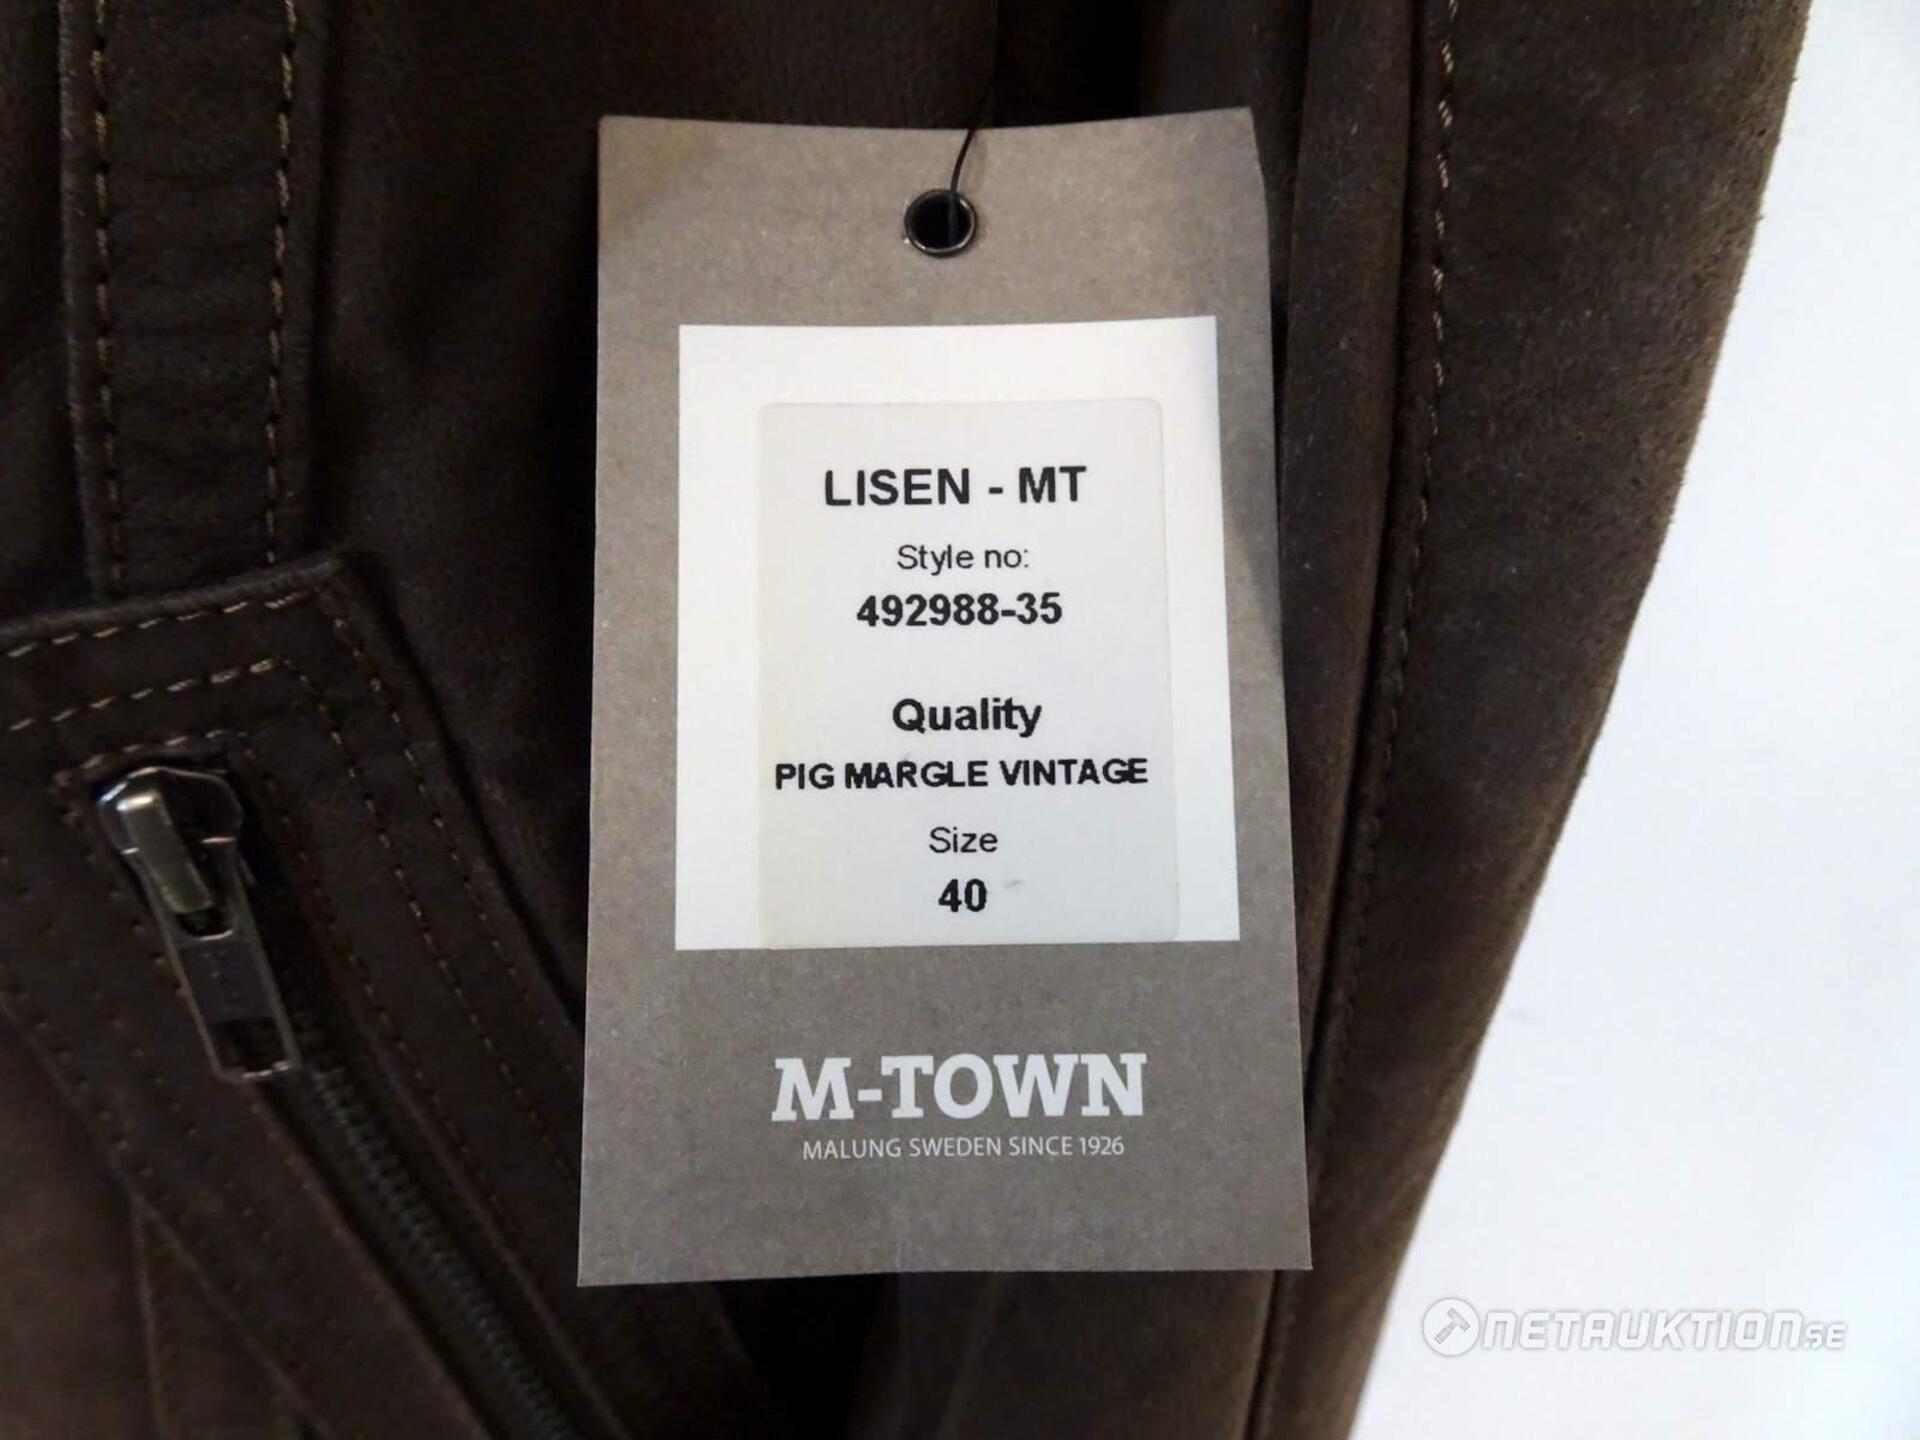 LISEN - MT
Style no:
492988-35
Quality
PIG MARGLE VINTAGE
Size
40
M-TOWN
MALUNG SWEDEN SINCE 1926
NETAUKTION.SE